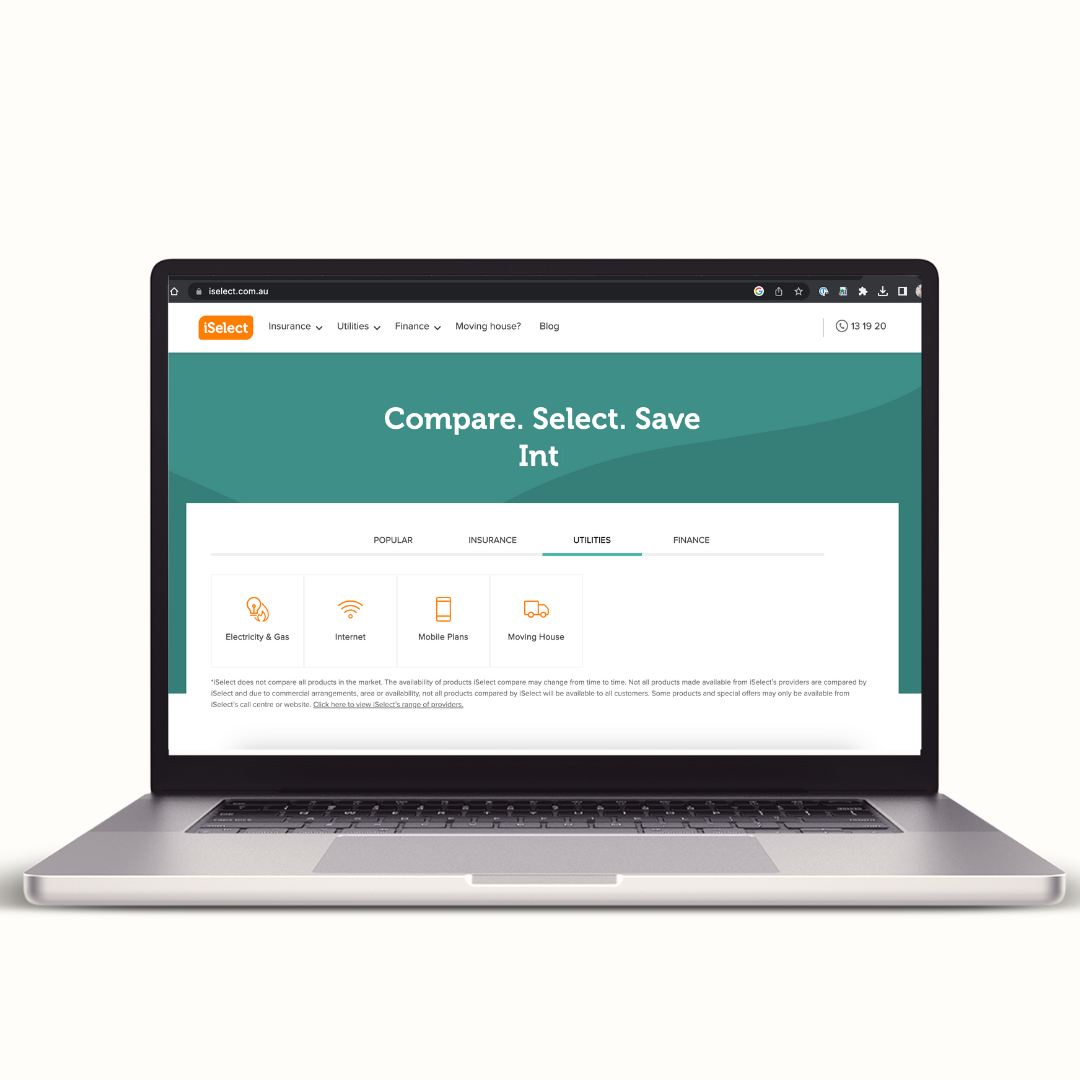 iselect.com.au
iSelect Insurance Utilities Finance Moving house? Blog 13 19 20
Compare. Select. Save
Int
POPULAR INSURANCE UTILITIES FINANCE
Electricity & Gas Internet Mobile Plans Moving House
*iSelect does not compare all products in the market. The availability of products iSelect compare may change from time to time. Not all products made available from iSelect's providers are compared by
iSelect and due to commercial arrangements, area or availability, not all products compared by iSelect will be available to all customers. Some products and special offers may only be available from
iSelect's call centre or website. Click here to view iSelect's range of providers.